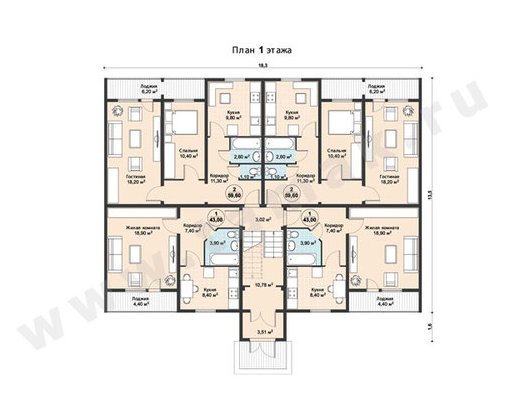 План 1 этажа
18,3
Лоджия
6,20 м²
Кухня
9,80 м²
Кухня
9,80 м²
Лоджия
6,20 м²
Гостиная
18,20 м²
Спальня
10,40 м²
2,60 м²
2,60 м²
Спальня
10,40 м²
Гостиная
18,20 м²
1,10 м²
1,10 м²
Коридор
11,30 м²
Коридор
11,30 м²
2
59,60
2
59,60
13,5
1
43,50
3,02 м²
1
43,50
Жилая комната
18,90 м²
Коридор
7,40 м²
Коридор
7,40 м²
Жилая комната
18,90 м²
3,90 м²
3,90 м²
Кухня
8,40 м²
10,78 м²
Кухня
8,40 м²
Лоджия
4,40 м²
Лоджия
4,40 м²
3,51 м²
1,8